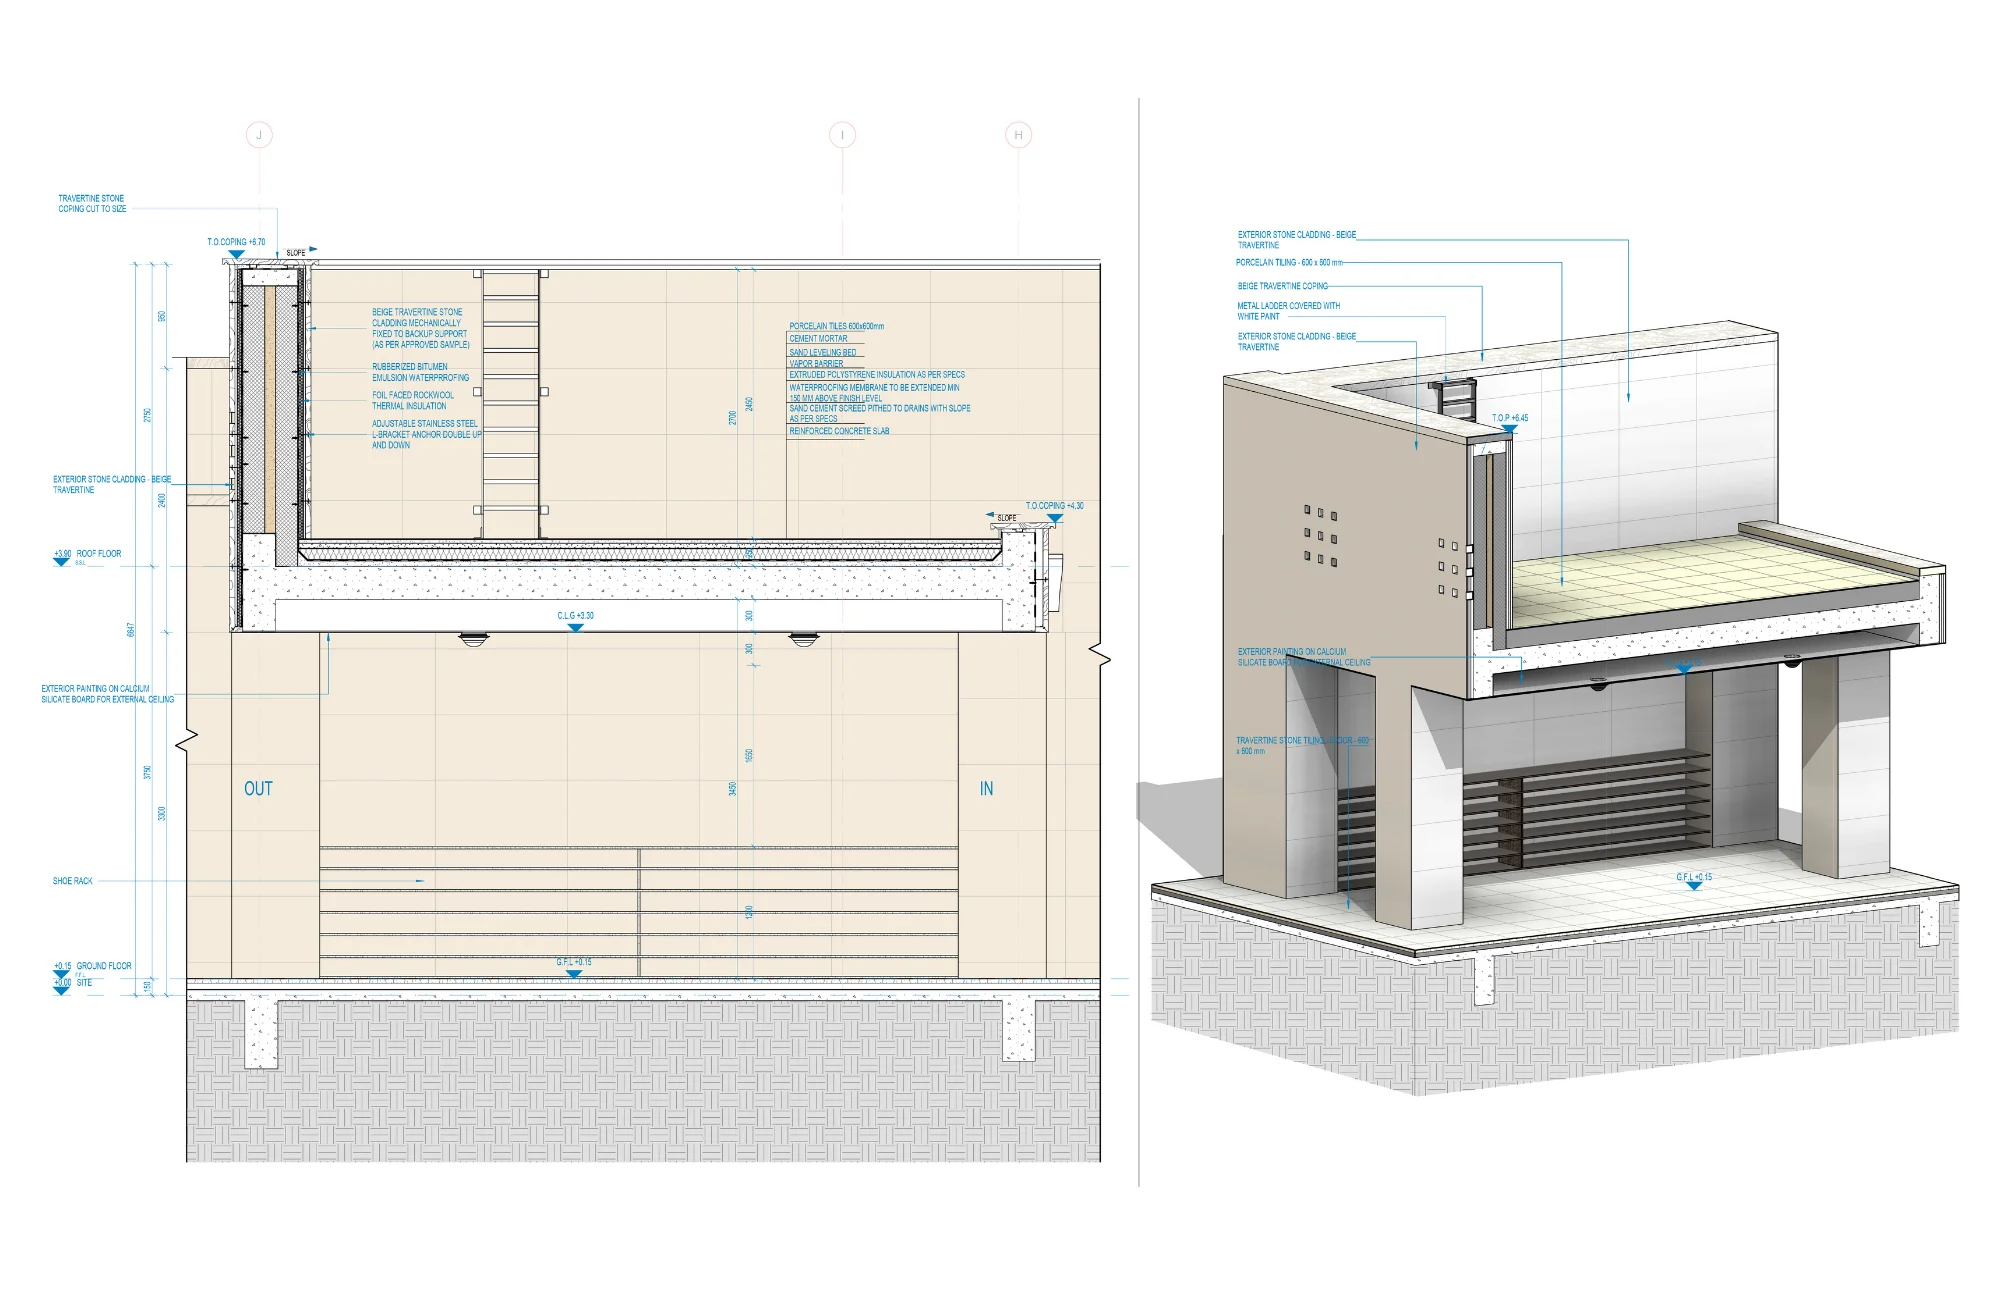 J
I
H
TRAVERTINE STONE
COPING CUT TO SIZE
T.O.COPING +6.70
SLOPE
BEIGE TRAVERTINE STONE
CLADDING MECHANICALLY
FIXED TO BACKUP SUPPORT
(AS PER APPROVED SAMPLE)
RUBBERIZED BITUMEN
EMULSION WATERPRROFING
FOIL FACED ROCKWOOL
THERMAL INSULATION
ADJUSTABLE STAINLESS STEEL
L-BRACKET ANCHOR DOUBLE UP
AND DOWN
PORCELAIN TILES 600x600mm
CEMENT MORTAR
SAND LEVELING BED
VAPOR BARRIER
EXTRUDED POLYSTYRENE INSULATION AS PER SPECS
WATERPROOFING MEMBRANE TO BE EXTENDED MIN
150 MM ABOVE FINISH LEVEL
SAND CEMENT SCREED PITHED TO DRAINS WITH SLOPE
AS PER SPECS
REINFORCED CONCRETE SLAB
960
2750
2400
2700
2450
EXTERIOR STONE CLADDING - BEIGE
TRAVERTINE
T.O.COPING +4.30
SLOPE
+3.90 ROOF FLOOR
S.S.L
250
C.L.G +3.30
300
300
6847
EXTERIOR PAINTING ON CALCIUM
SILICATE BOARD FOR EXTERNAL CEILING
3750
3300
1650
3450
OUT
IN
SHOE RACK
1200
+0.15 GROUND FLOOR
F.F.L
+0.00 SITE
150
G.F.L +0.15
EXTERIOR STONE CLADDING - BEIGE
TRAVERTINE
PORCELAIN TILING - 600 x 600 mm
BEIGE TRAVERTINE COPING
METAL LADDER COVERED WITH
WHITE PAINT
EXTERIOR STONE CLADDING - BEIGE
TRAVERTINE
T.O.P +6.45
EXTERIOR PAINTING ON CALCIUM
SILICATE BOARD FOR EXTERNAL CEILING
TRAVERTINE STONE TILING - FLOOR - 600
x 600 mm
G.F.L +0.15